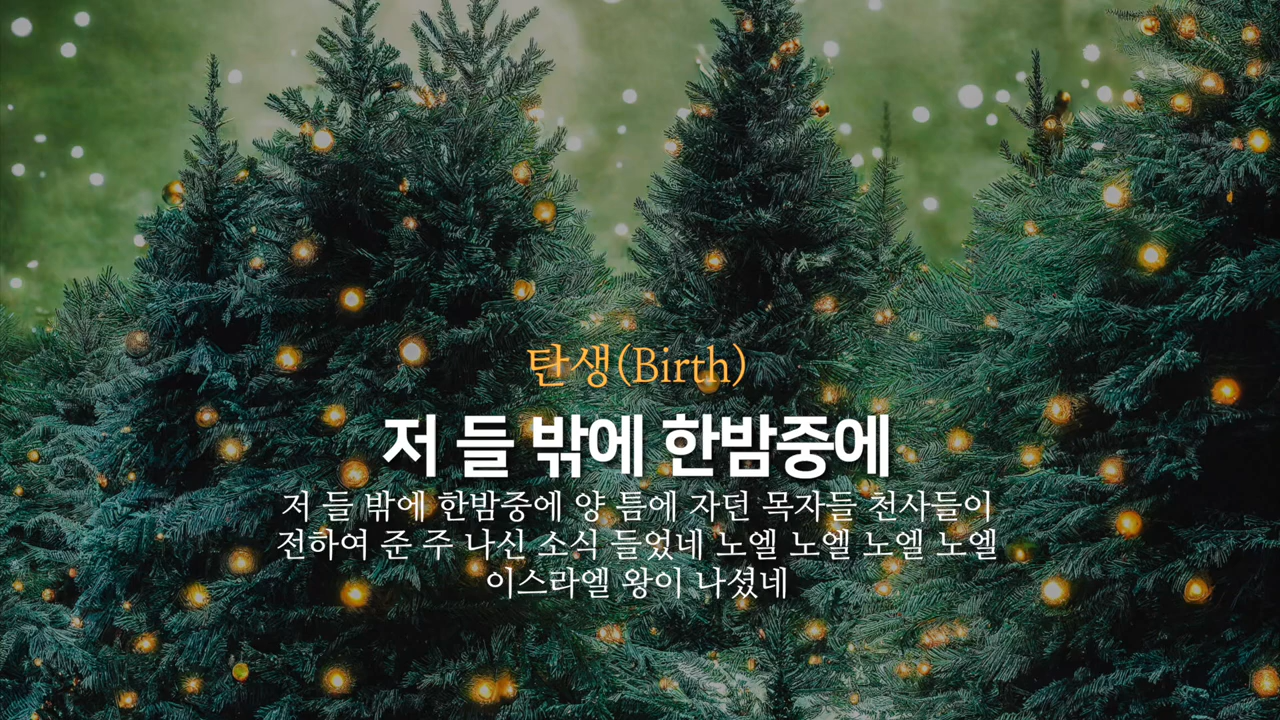 탄생(Birth)
저 들 밖에 한밤중에
저 들 밖에 한밤중에 양 틈에 자던 목자들 천사들이
전하여 준 주 나신 소식 들었네 노엘 노엘 노엘 노엘
이스라엘 왕이 나셨네